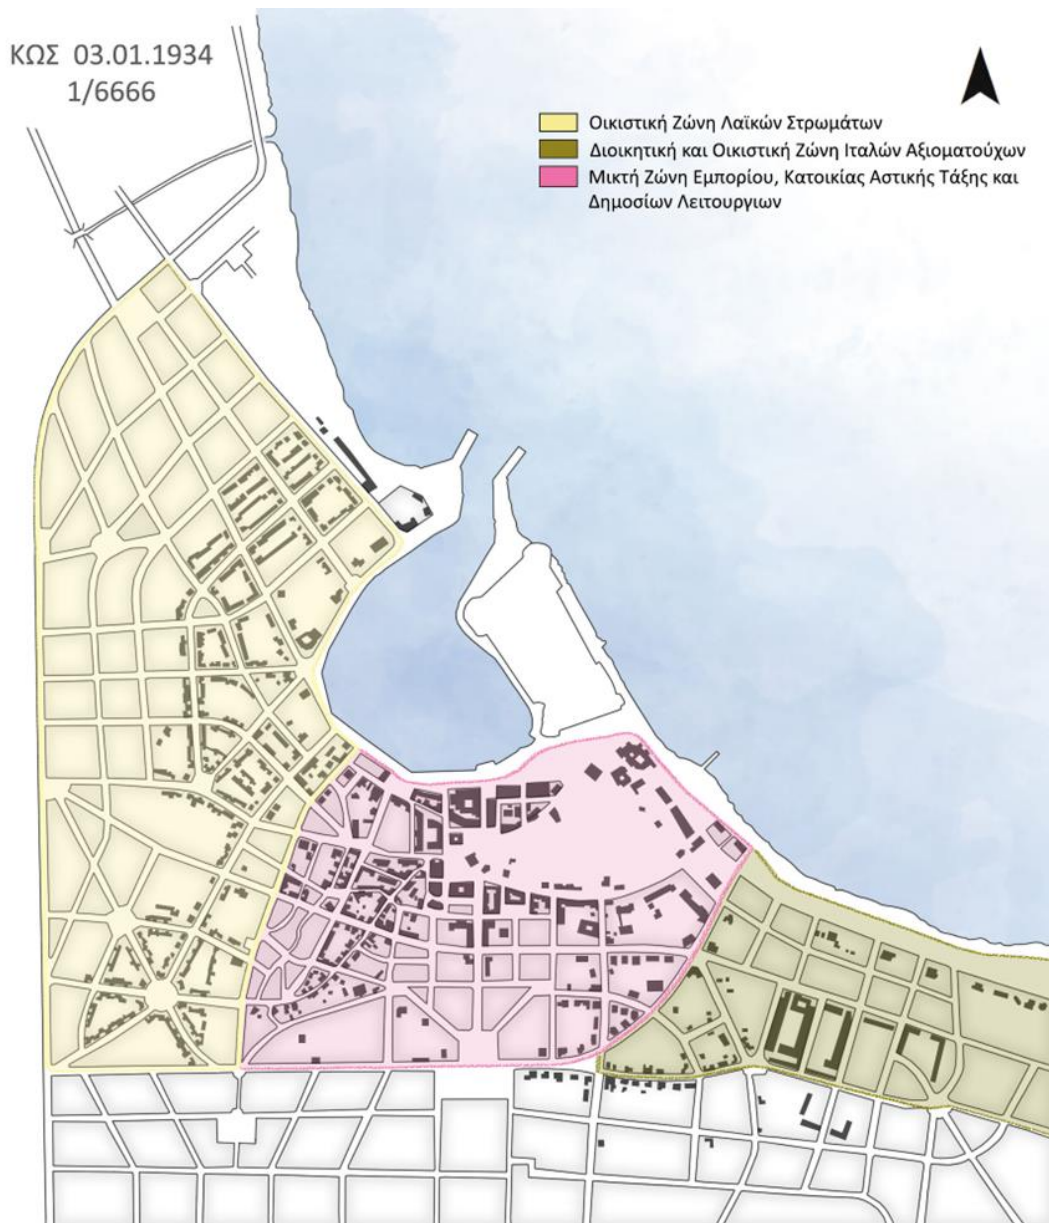 ΚΩΣ 03.01.1934
1/6666
Οικιστική Ζώνη Λαϊκών Στρωμάτων
Διοικητική και Οικιστική Ζώνη Ιταλών Αξιοματούχων
Μικτή Ζώνη Εμπορίου, Κατοικίας Αστικής Τάξης και
Δημοσίων Λειτουργιων